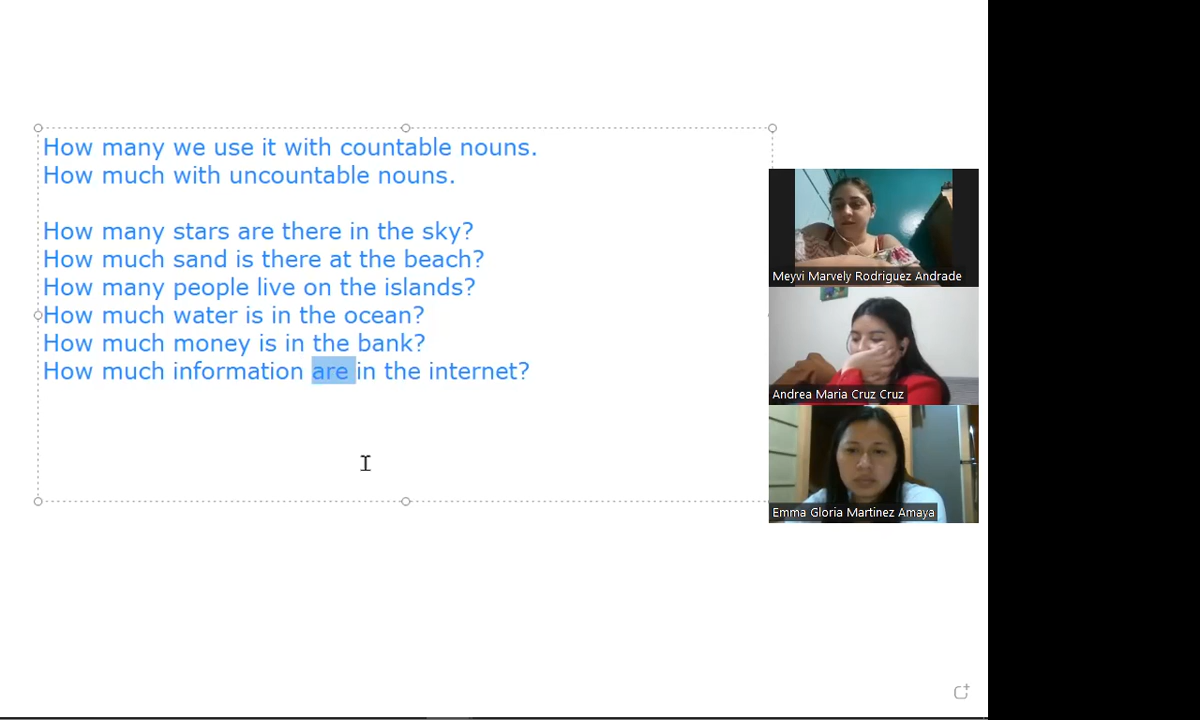 How many we use it with countable nouns.
How much with uncountable nouns.
How many stars are there in the sky?
How much sand is there at the beach?
How many people live on the islands?
How much water is in the ocean?
How much money is in the bank?
How much information are in the internet?
Meyvi Marvely Rodriguez Andrade
Andrea Maria Cruz Cruz
Emma Gloria Martinez Amaya